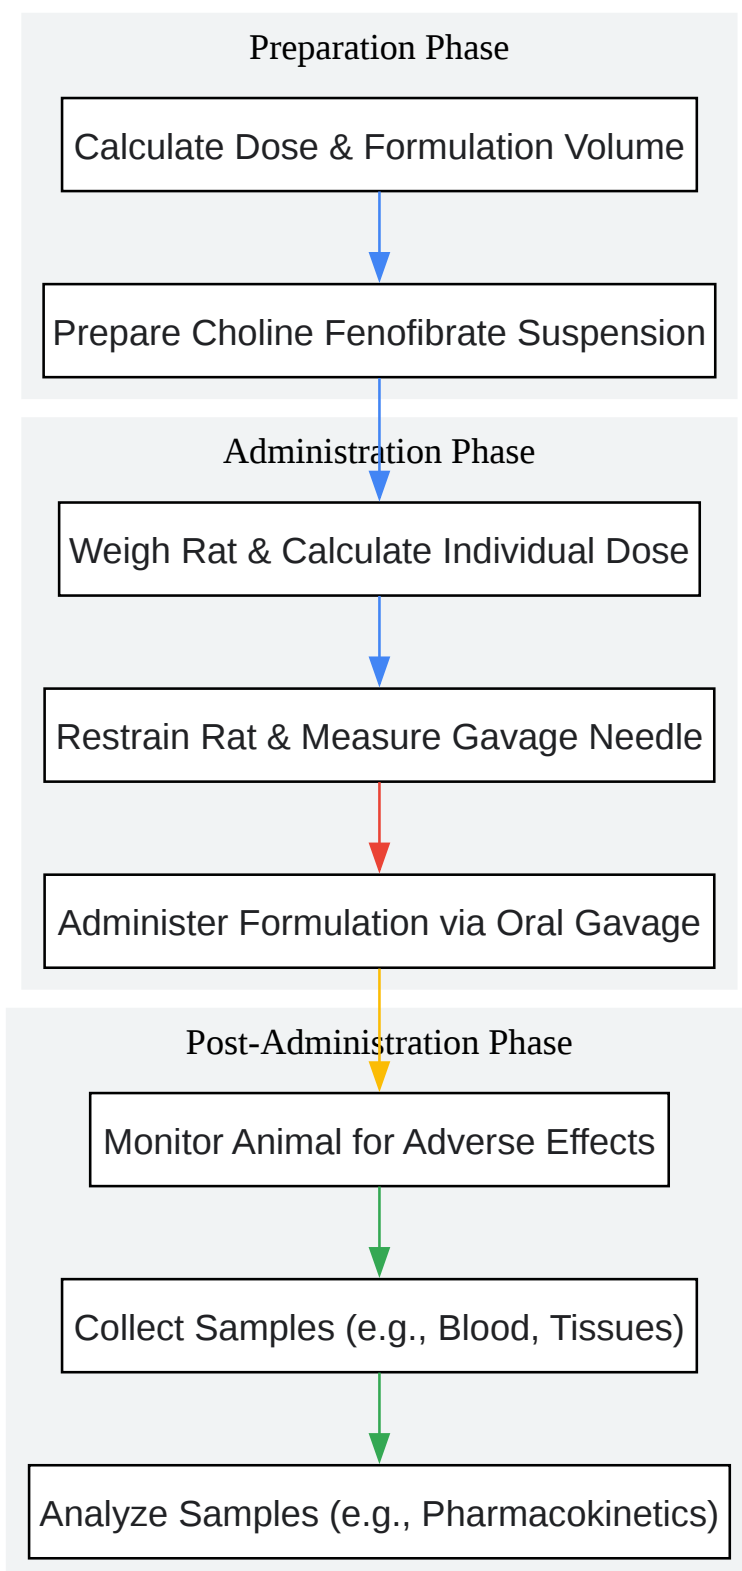 Preparation Phase
Calculate Dose & Formulation Volume
Prepare Choline Fenofibrate Suspension
Administration Phase
Weigh Rat & Calculate Individual Dose
Restrain Rat & Measure Gavage Needle
Administer Formulation via Oral Gavage
Post-Administration Phase
Monitor Animal for Adverse Effects
Collect Samples (e.g., Blood, Tissues)
Analyze Samples (e.g., Pharmacokinetics)